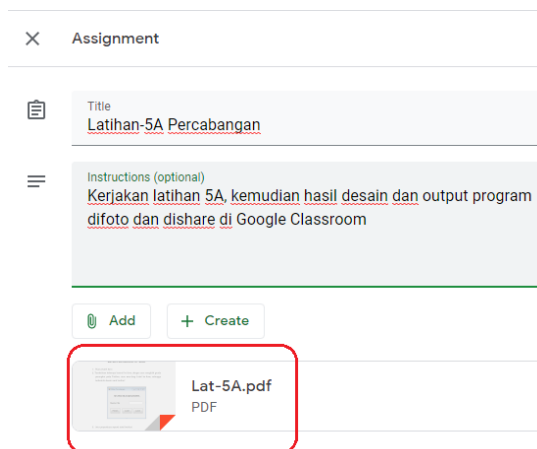 Assignment
Title
Latihan-5A Percabangan
Instructions (optional)
Kerjakan latihan 5A, kemudian hasil desain dan output program
difoto dan dishare di Google Classroom
Add
Create
Lat-5A.pdf
PDF